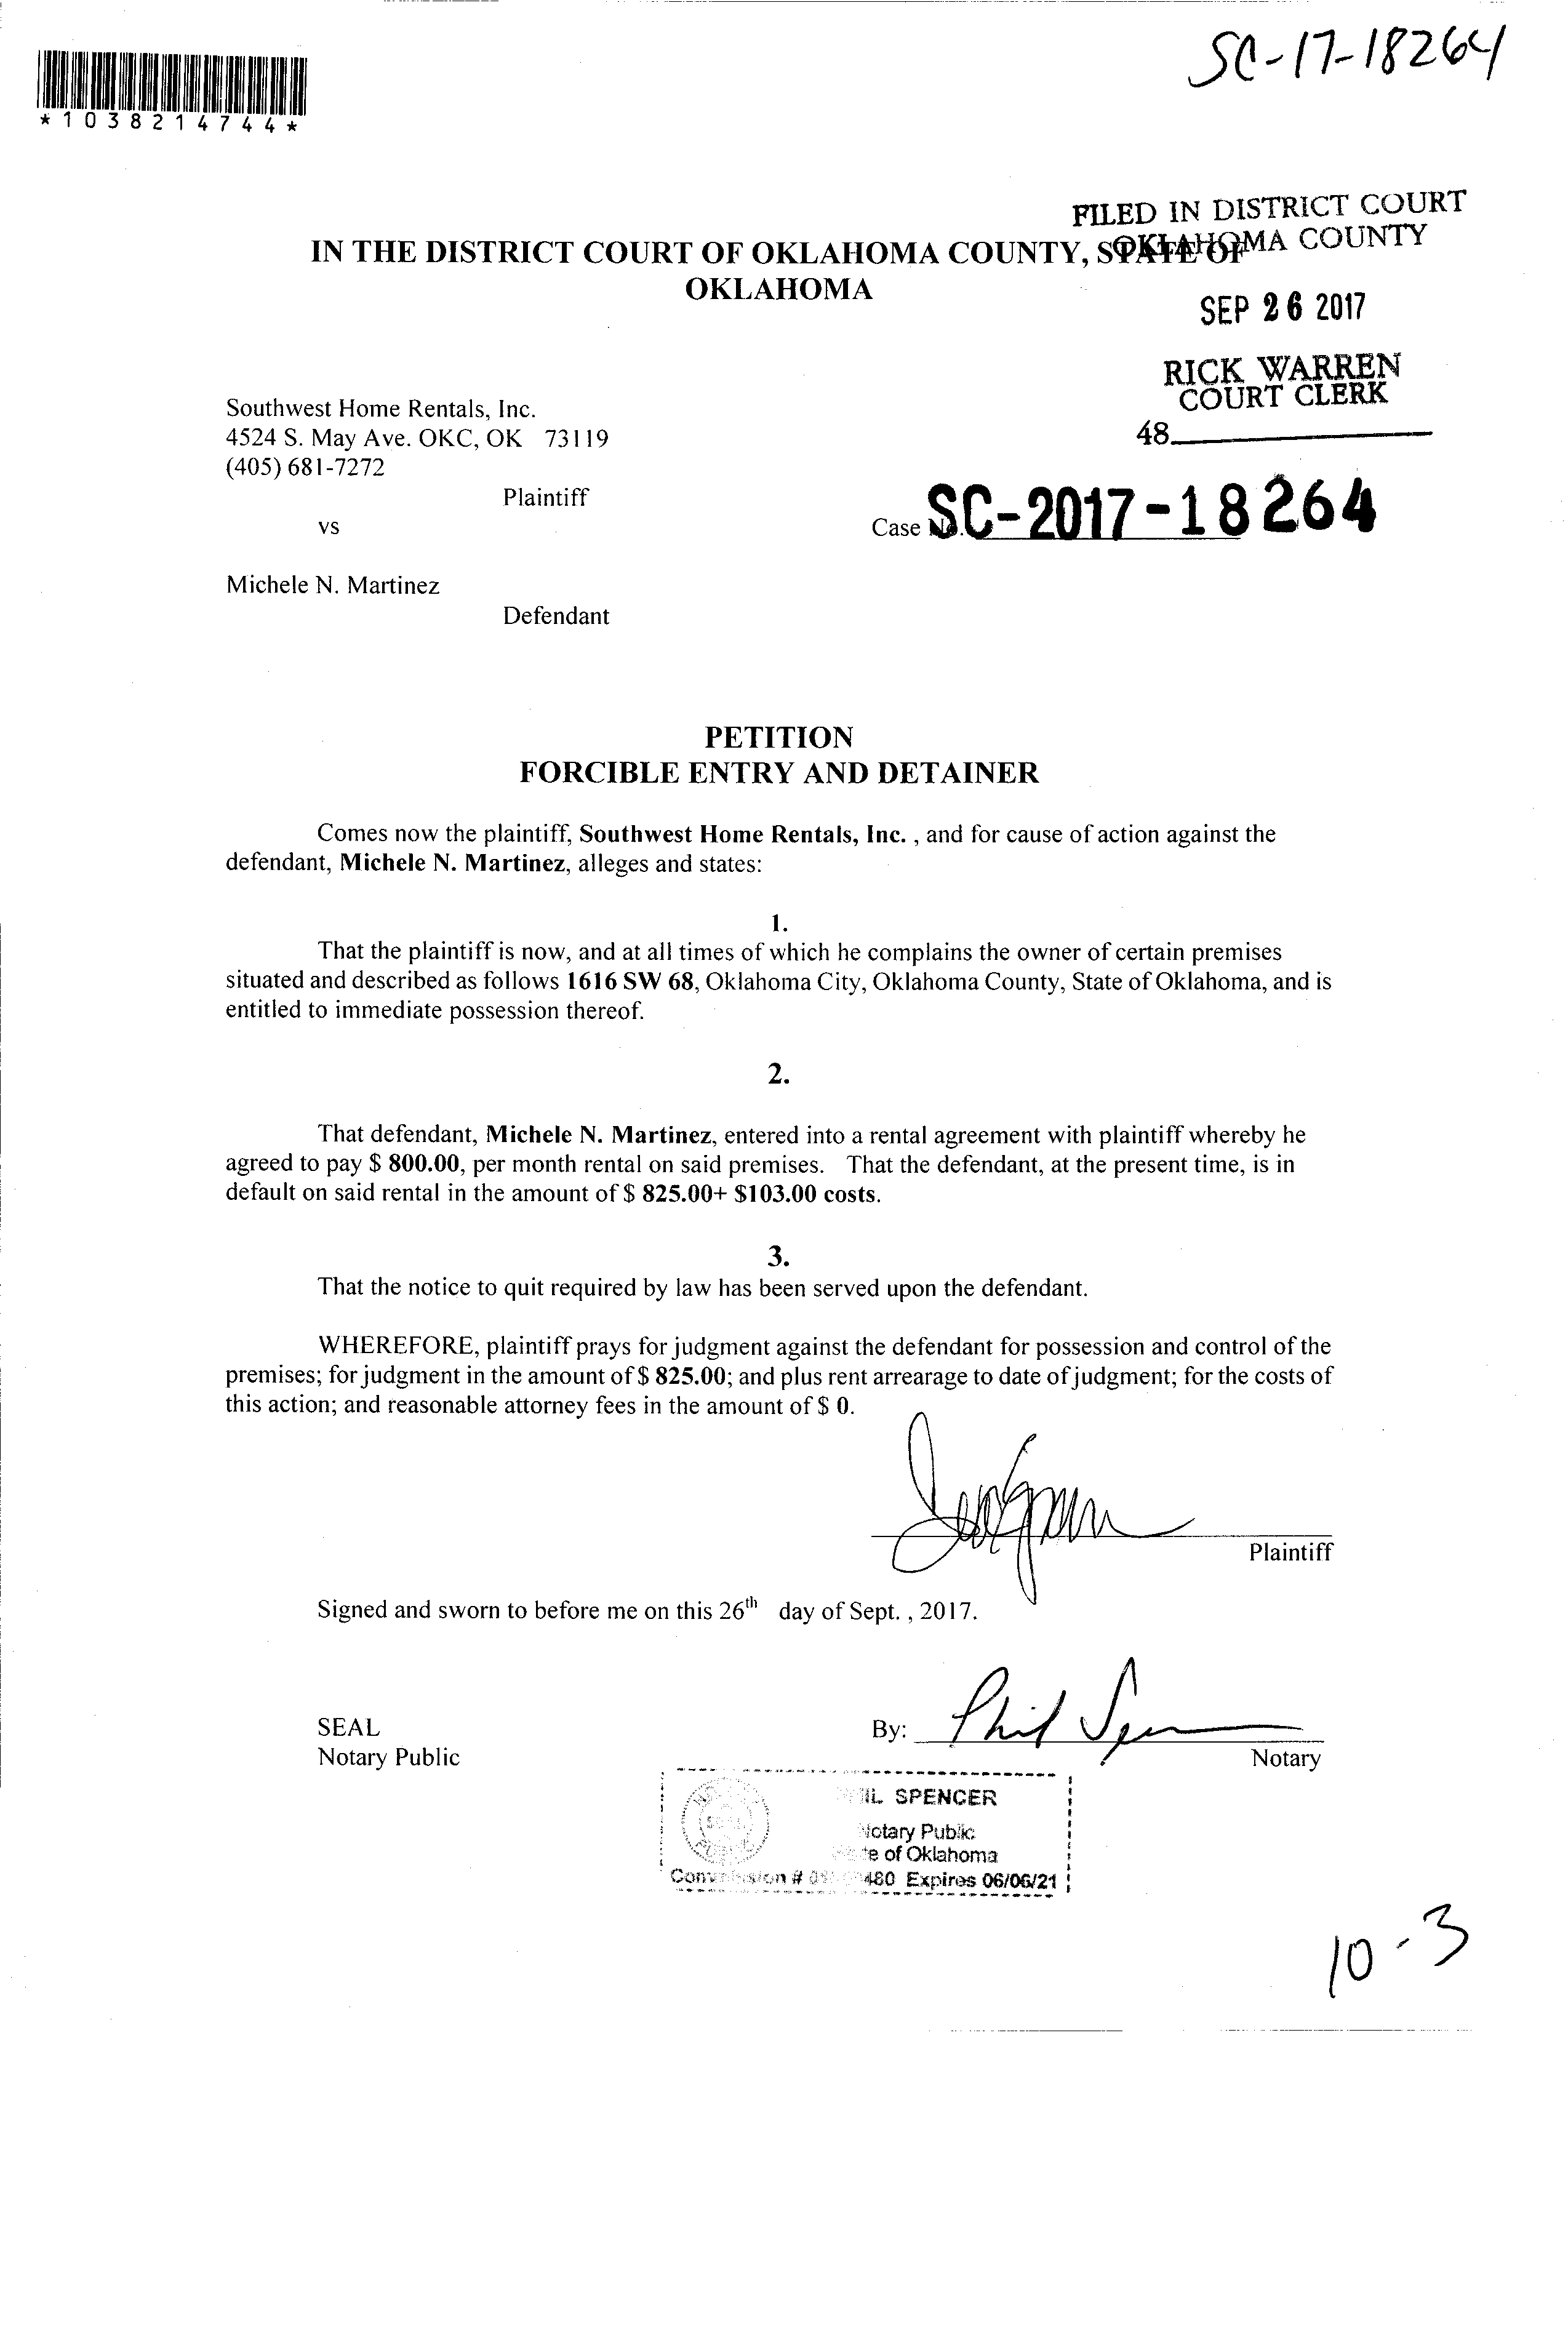 SC-17-18264
*1038214744*
FILED IN DISTRICT COURT
OKLAHOMA COUNTY
IN THE DISTRICT COURT OF OKLAHOMA COUNTY, STATE OF
OKLAHOMA
SEP 26 2017
RICK WARREN
COURT CLERK
48
Southwest Home Rentals, Inc.
4524 S. May Ave. OKC, OK 73119
(405) 681-7272
Plaintiff
vs
Case No. SC-2017-18264
Michele N. Martinez
Defendant
PETITION
FORCIBLE ENTRY AND DETAINER
Comes now the plaintiff, Southwest Home Rentals, Inc. , and for cause of action against the
defendant, Michele N. Martinez, alleges and states:
1.
That the plaintiff is now, and at all times of which he complains the owner of certain premises
situated and described as follows 1616 SW 68, Oklahoma City, Oklahoma County, State of Oklahoma, and is
entitled to immediate possession thereof.
2.
That defendant, Michele N. Martinez, entered into a rental agreement with plaintiff whereby he
agreed to pay $ 800.00, per month rental on said premises. That the defendant, at the present time, is in
default on said rental in the amount of $ 825.00+ $103.00 costs.
3.
That the notice to quit required by law has been served upon the defendant.
WHEREFORE, plaintiff prays for judgment against the defendant for possession and control of the
premises; for judgment in the amount of $ 825.00; and plus rent arrearage to date of judgment; for the costs of
this action; and reasonable attorney fees in the amount of $ 0.
Plaintiff
Signed and sworn to before me on this 26th day of Sept. , 2017.
SEAL
By: Phil Spencer
Notary Public
Notary
SPENCER
Notary Public
of Oklahoma
Commission # 480 Expires 06/06/21
10-3